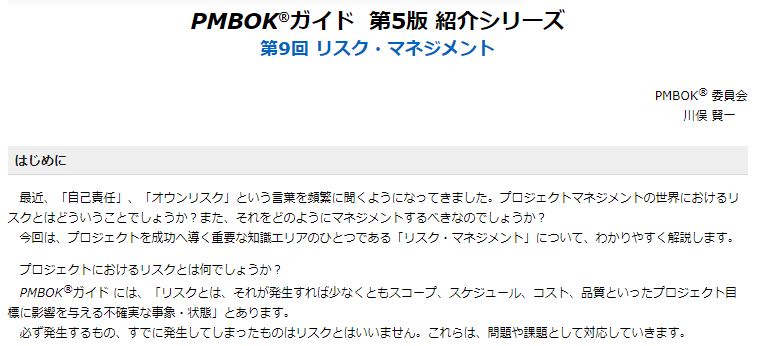 PMBOK®ガイド 第5版 紹介シリーズ
第9回 リスク・マネジメント
PMBOK® 委員会
川俣 賢一
はじめに
最近、「自己責任」、「オウンリスク」という言葉を頻繁に聞くようになってきました。プロジェクトマネジメントの世界におけるリ
スクとはどういうことでしょうか？また、それをどのようにマネジメントするべきなのでしょうか？
今回は、プロジェクトを成功へ導く重要な知識エリアのひとつである「リスク・マネジメント」について、わかりやすく解説します。
プロジェクトにおけるリスクとは何でしょうか？
PMBOK®ガイド には、「リスクとは、それが発生すれば少なくともスコープ、スケジュール、コスト、品質といったプロジェクト目
標に影響を与える不確実な事象・状態」とあります。
必ず発生するもの、すでに発生してしまったものはリスクとはいいません。これらは、問題や課題として対応していきます。